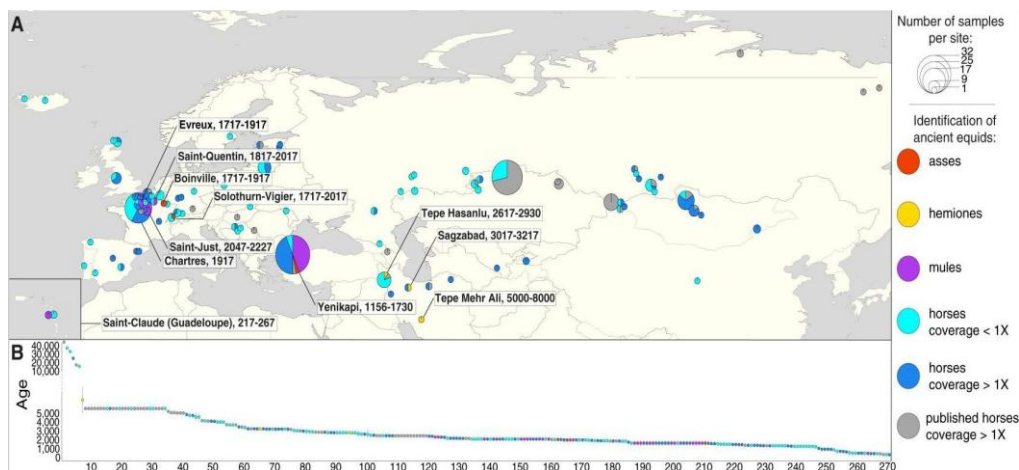 A
Number of samples
per site:
32
25
17
9
1
Identification of
ancient equids:
asses
hemiones
mules
horses
coverage < 1X
horses
coverage > 1X
published horses
coverage > 1X
Evreux, 1717-1917
Saint-Quentin, 1817-2017
Boinville, 1717-1917
Solothurn-Vigier, 1717-2017
Tepe Hasanlu, 2617-2930
Sagzabad, 3017-3217
Saint-Just, 2047-2227
Chartres, 1917
Yenikapi, 1156-1730
Tepe Mehr Ali, 5000-8000
Saint-Claude (Guadeloupe), 217-267
B
Age
40,000
30,000
20,000
10,000
5,000
4,000
3,000
2,000
1,000
0
10 20 30 40 50 60 70 80 90 100 110 120 130 140 150 160 170 180 190 200 210 220 230 240 250 260 270